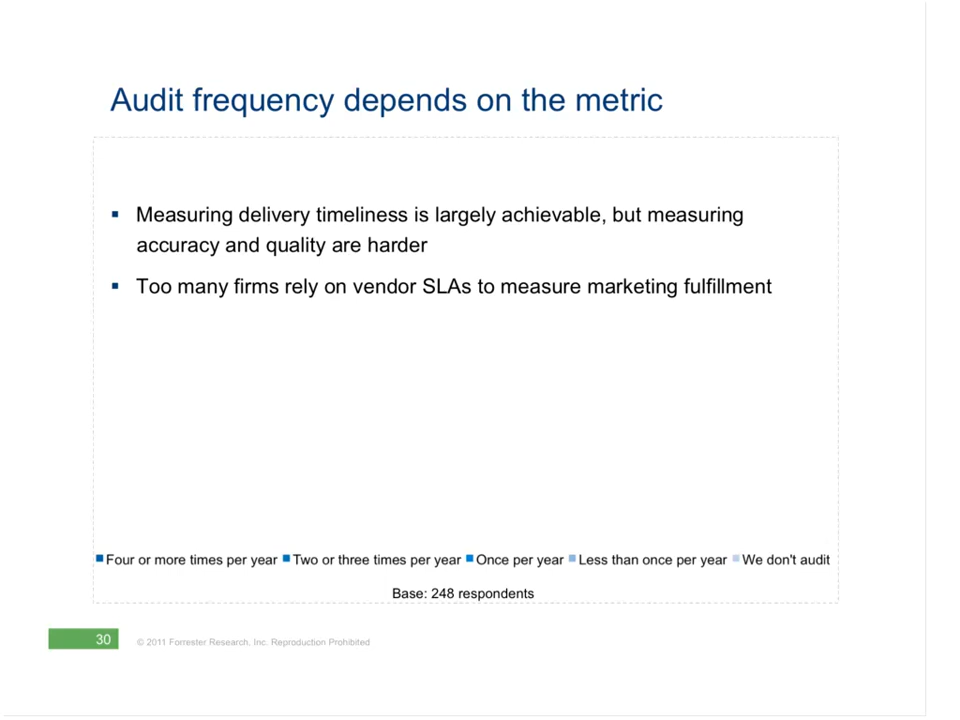 Audit frequency depends on the metric
Measuring delivery timeliness is largely achievable, but measuring
accuracy and quality are harder
Too many firms rely on vendor SLAs to measure marketing fulfillment
Four or more times per year Two or three times per year Once per year Less than once per year We don't audit
Base: 248 respondents
30 © 2011 Forrester Research, Inc. Reproduction Prohibited